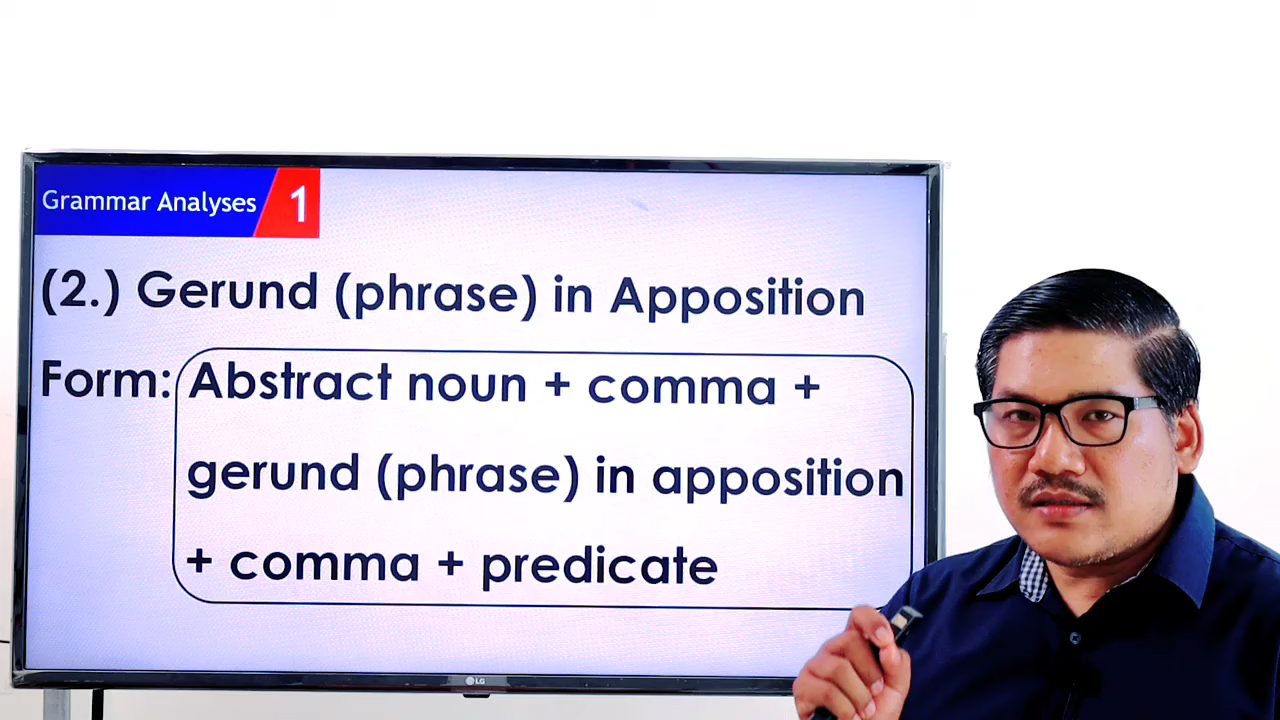 Grammar Analyses 1
(2.) Gerund (phrase) in Apposition
Form: Abstract noun + comma +
gerund (phrase) in apposition
+ comma + predicate
LG